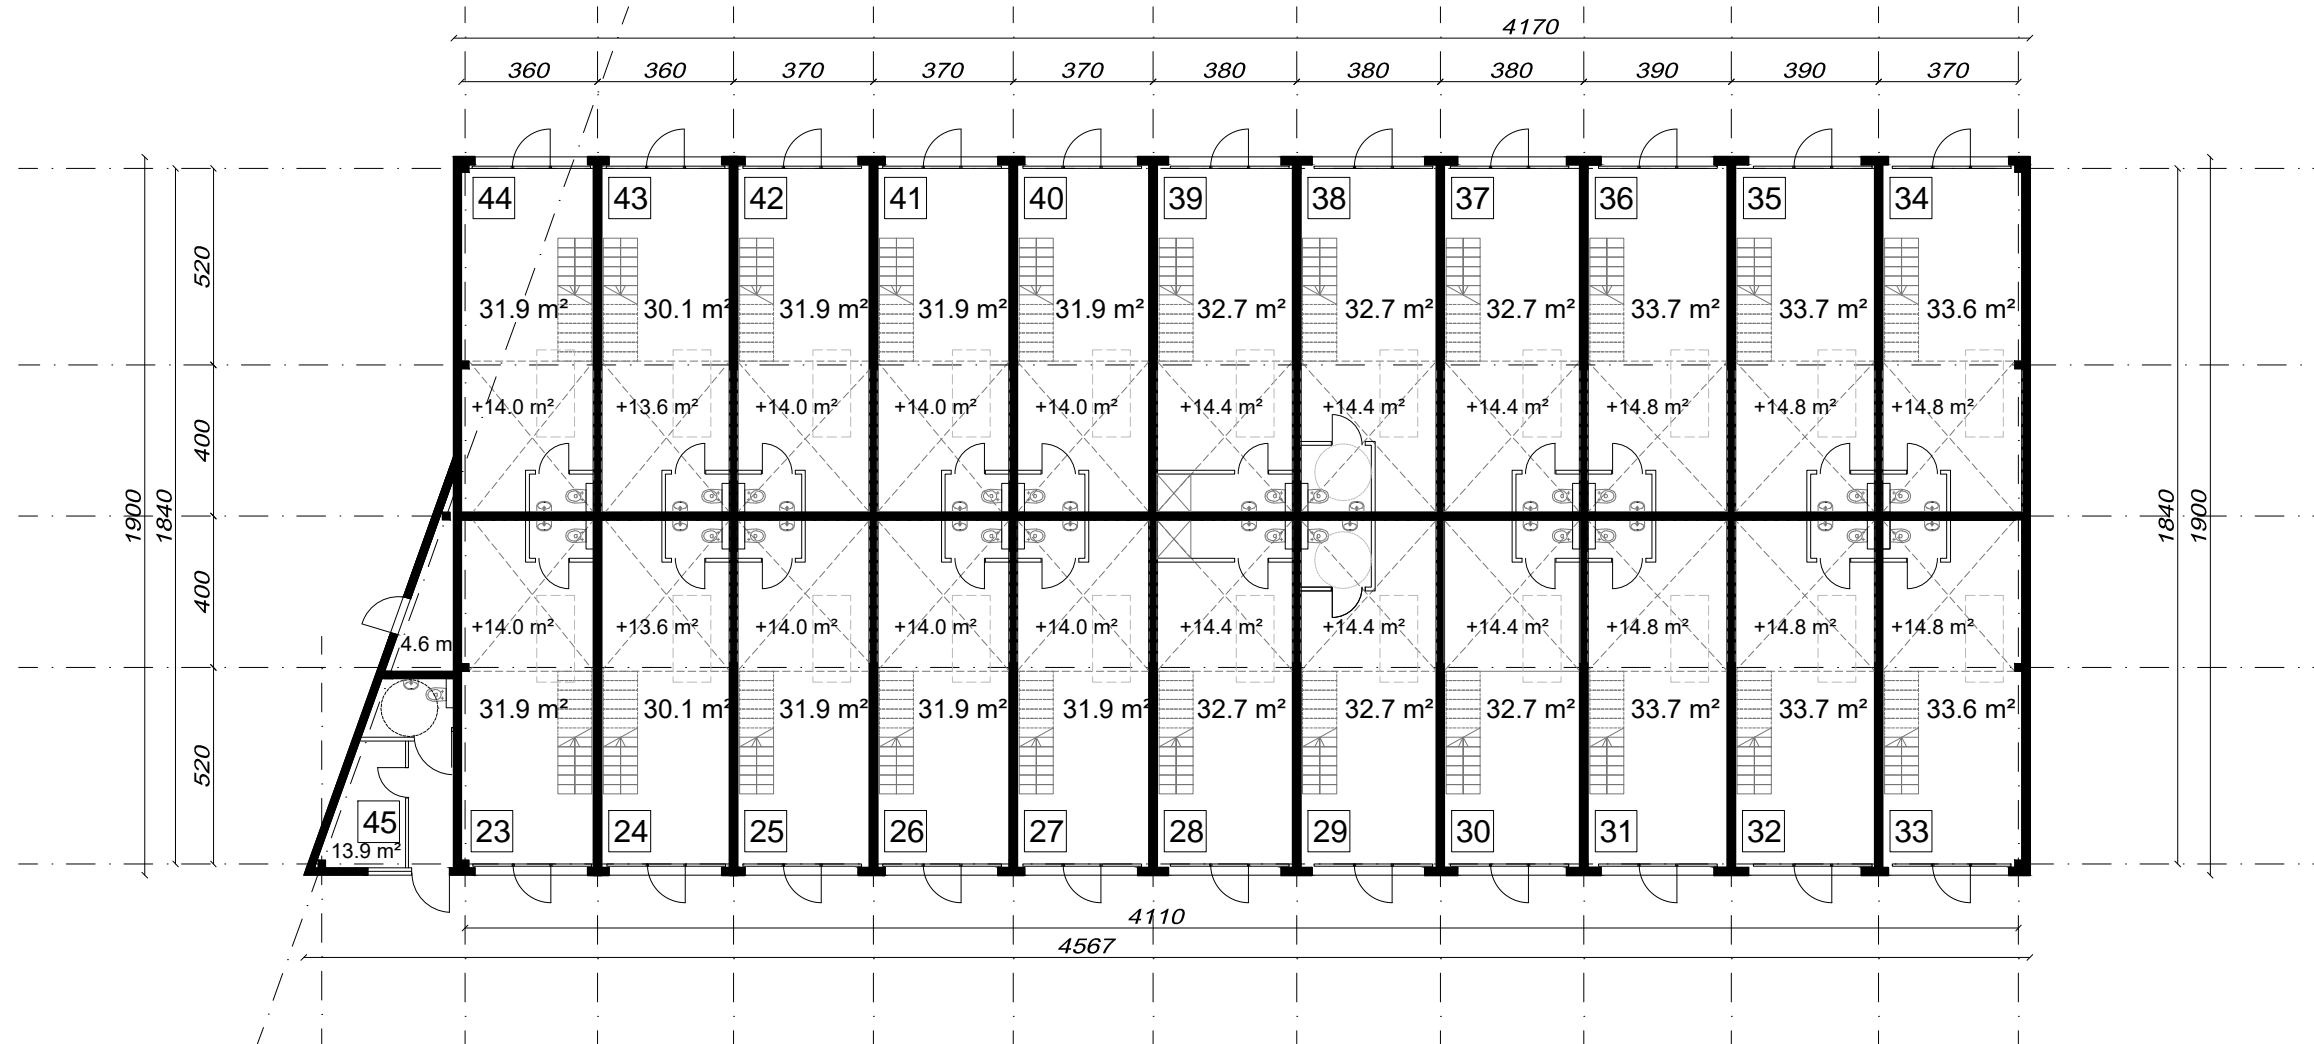 4170
360 360 370 370 370 380 380 380 390 390 370
44 43 42 41 40 39 38 37 36 35 34
520
31.9 m² 30.1 m² 31.9 m² 31.9 m² 31.9 m² 32.7 m² 32.7 m² 32.7 m² 33.7 m² 33.7 m² 33.6 m²
+14.0 m² +13.6 m² +14.0 m² +14.0 m² +14.0 m² +14.4 m² +14.4 m² +14.4 m² +14.8 m² +14.8 m² +14.8 m²
400
1900 1840 1840 1900
400
+14.0 m² +13.6 m² +14.0 m² +14.0 m² +14.0 m² +14.4 m² +14.4 m² +14.4 m² +14.8 m² +14.8 m² +14.8 m²
4.6 m
31.9 m² 30.1 m² 31.9 m² 31.9 m² 31.9 m² 32.7 m² 32.7 m² 32.7 m² 33.7 m² 33.7 m² 33.6 m²
520
45 23 24 25 26 27 28 29 30 31 32 33
13.9 m²
4110
4567